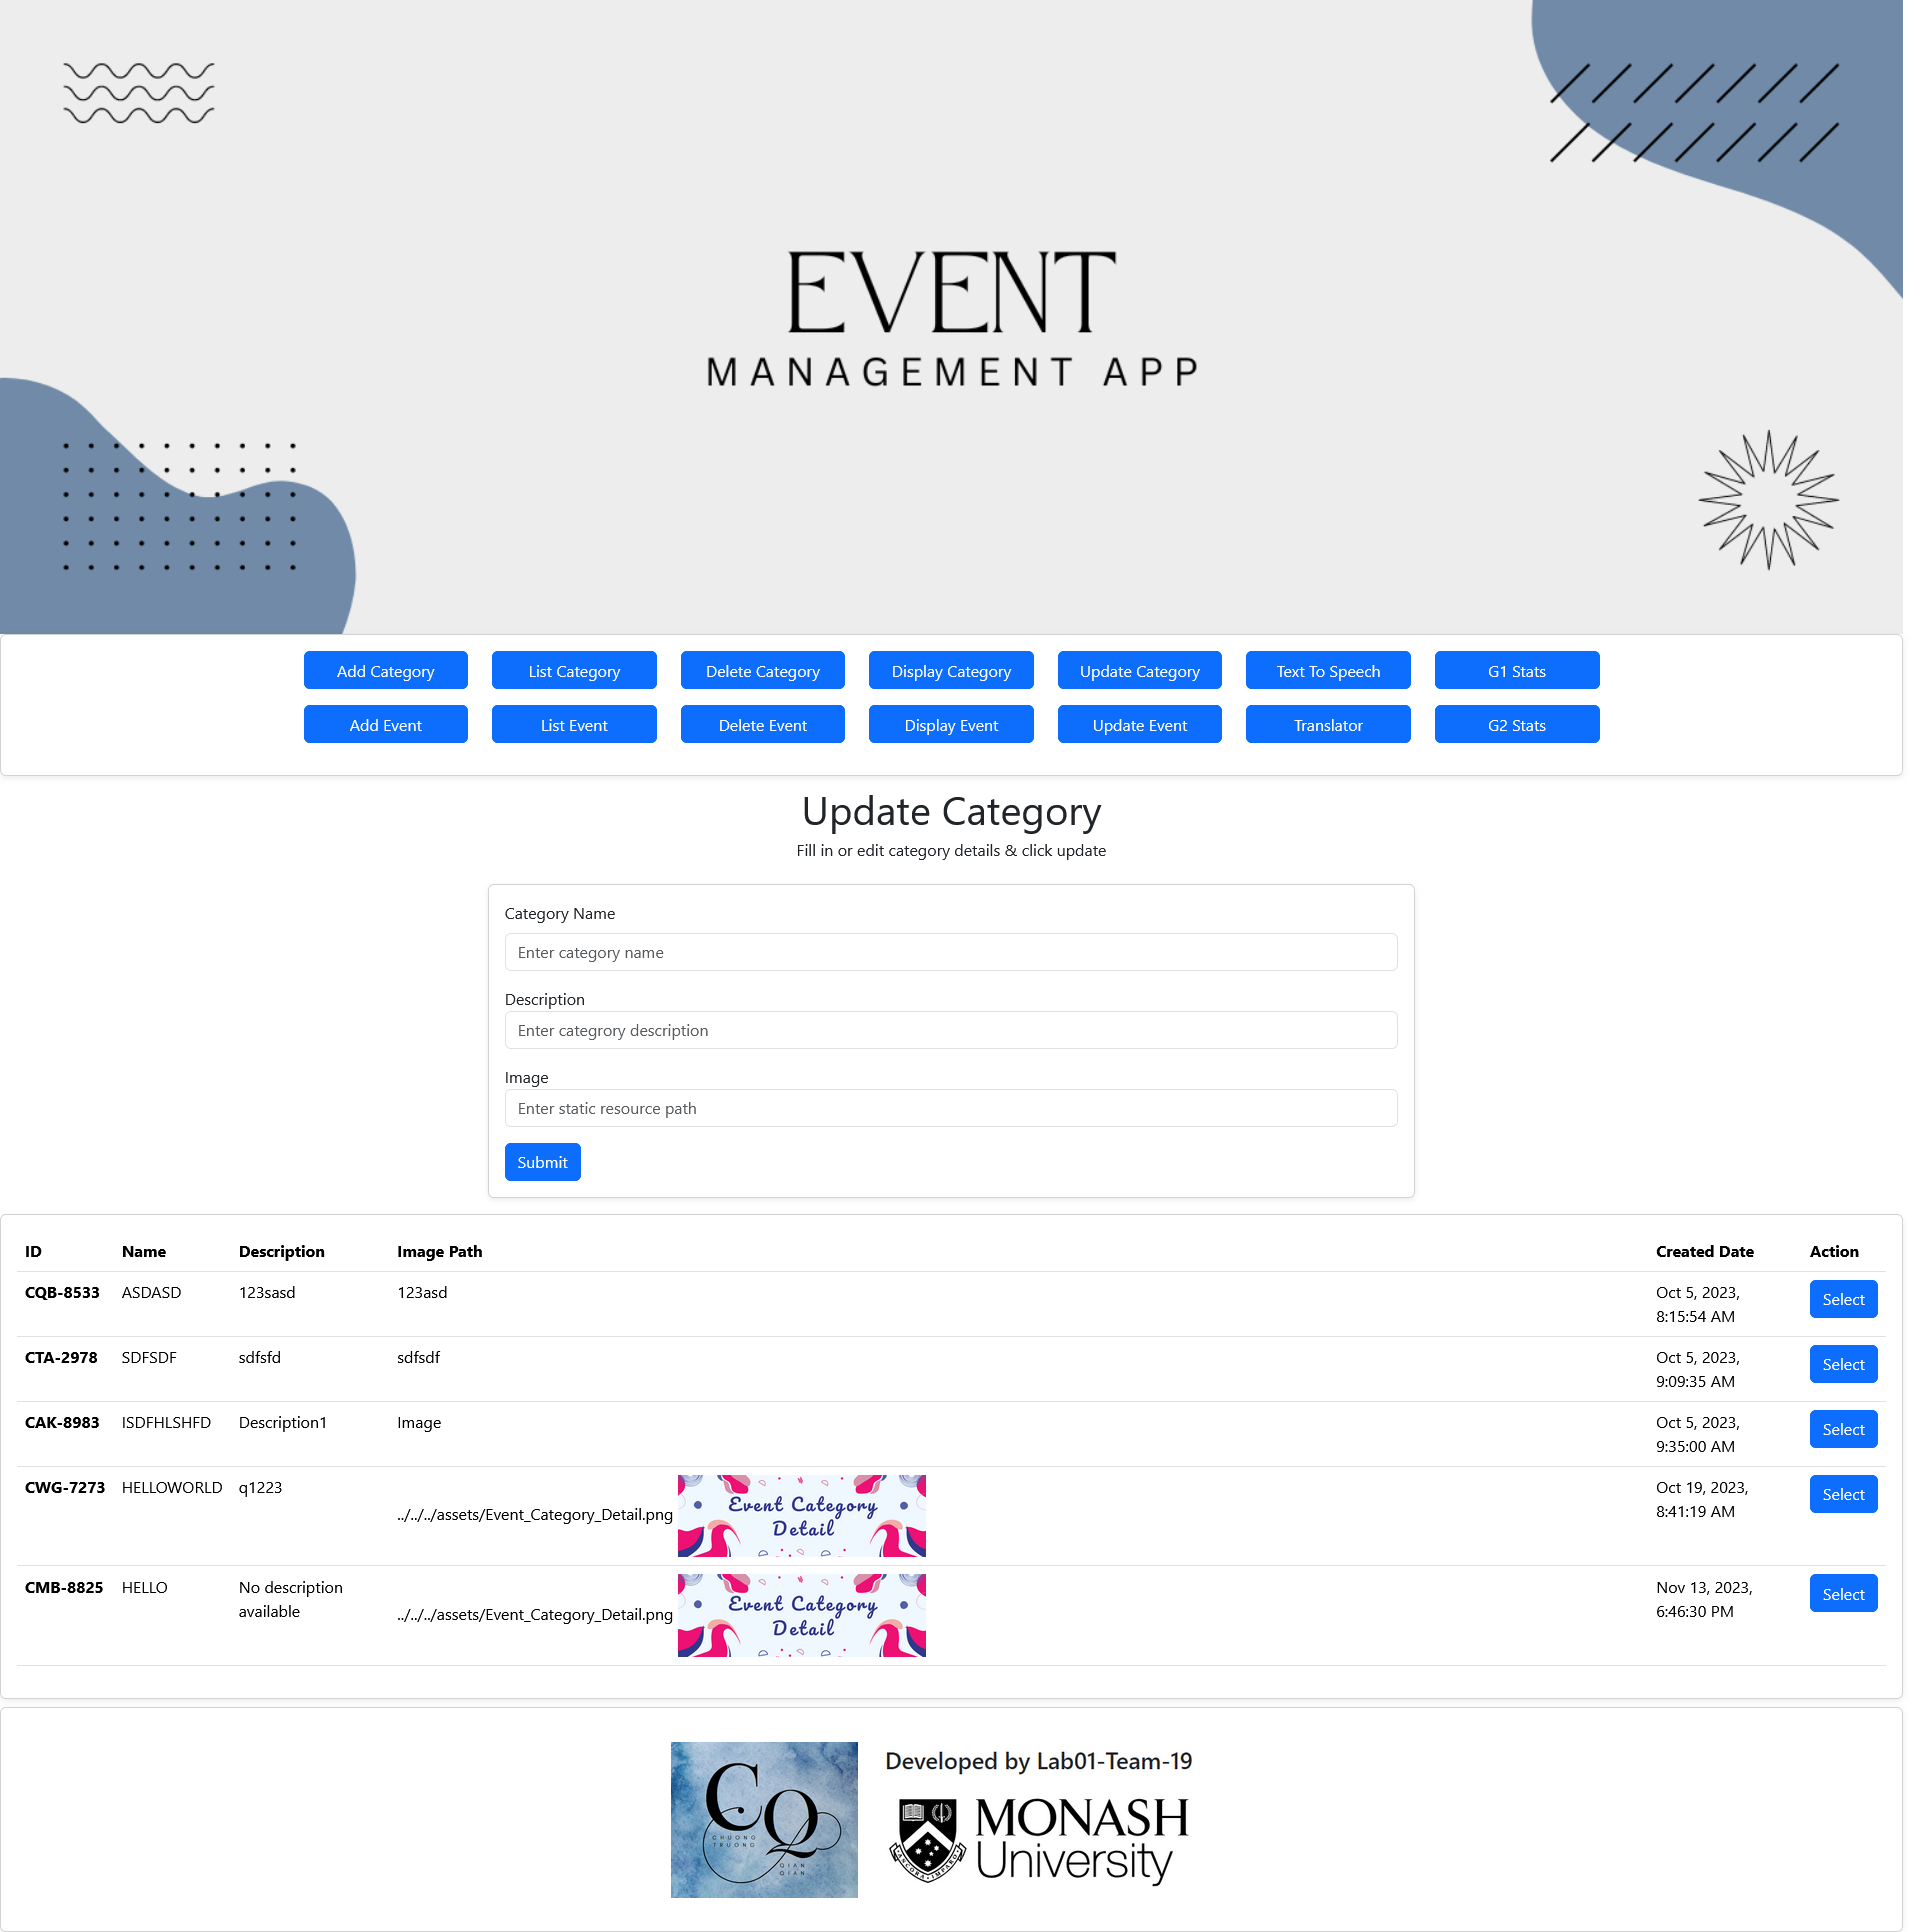 EVENT
MANAGEMENT APP
Add Category
List Category
Delete Category
Display Category
Update Category
Text To Speech
G1 Stats
Add Event
List Event
Delete Event
Display Event
Update Event
Translator
G2 Stats
Update Category
Fill in or edit category details & click update
Category Name
Enter category name
Description
Enter categrory description
Image
Enter static resource path
Submit
ID Name Description Image Path Created Date Action
CQB-8533 ASDASD 123sasd 123asd Oct 5, 2023, 8:15:54 AM Select
CTA-2978 SDFSDF sdfsfd sdfsdf Oct 5, 2023, 9:09:35 AM Select
CAK-8983 ISDFHLSHFD Description1 Image Oct 5, 2023, 9:35:00 AM Select
CWG-7273 HELLOWORLD q1223 ../../../assets/Event_Category_Detail.png Event Category Detail Oct 19, 2023, 8:41:19 AM Select
CMB-8825 HELLO No description available ../../../assets/Event_Category_Detail.png Event Category Detail Nov 13, 2023, 6:46:30 PM Select
CQ
CHUONG
TRUONG
QIAN
QIAN
Developed by Lab01-Team-19
MONASH
University
ANCORA IMPARO